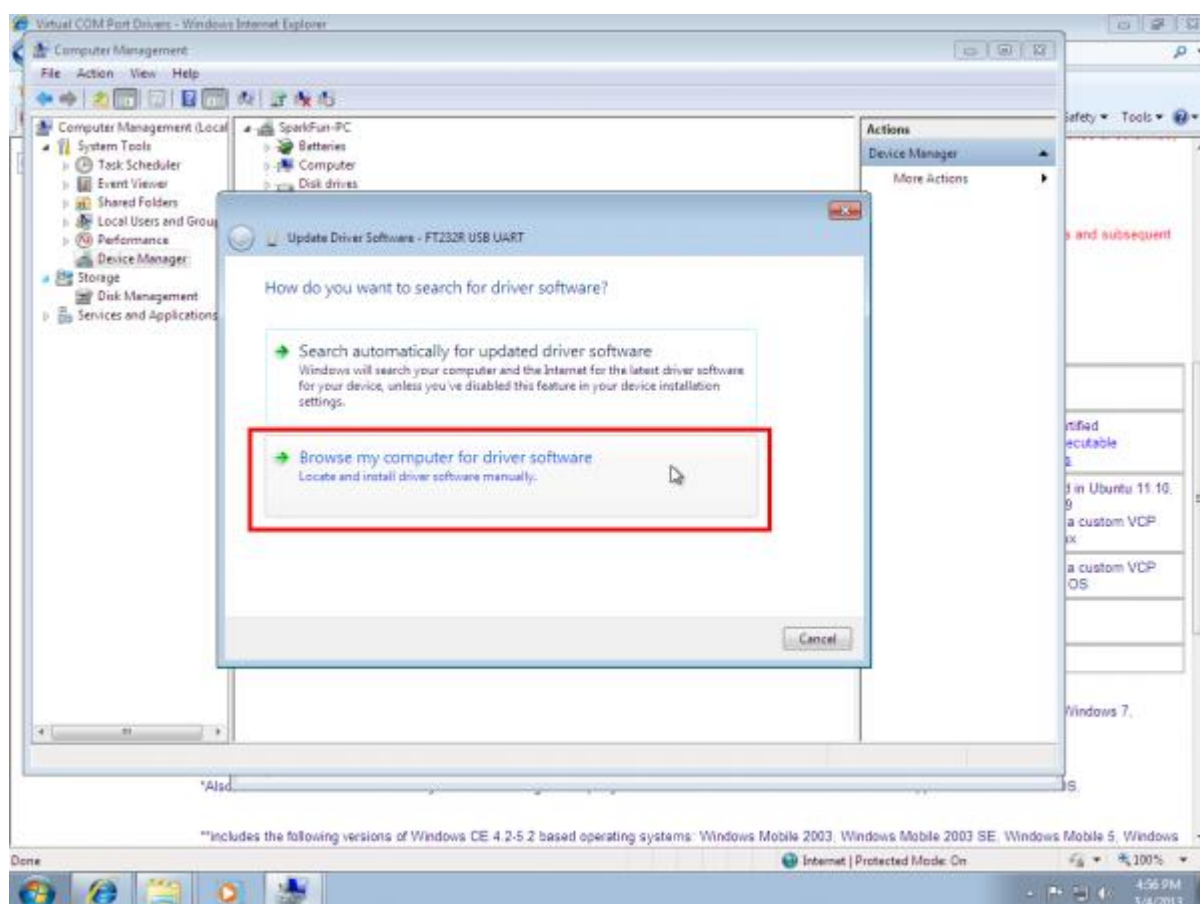 Virtual COM Port Drivers - Windows Internet Explorer
Computer Management
File Action View Help
Safety Tools
Computer Management (Local
System Tools
Task Scheduler
Event Viewer
Shared Folders
Local Users and Group
Performance
Device Manager
Storage
Disk Management
Services and Applications
SparkFun-PC
Batteries
Computer
Disk drives
Actions
Device Manager
More Actions
Update Driver Software - FT232R USB UART
How do you want to search for driver software?
Search automatically for updated driver software
Windows will search your computer and the Internet for the latest driver software
for your device, unless you've disabled this feature in your device installation
settings.
Browse my computer for driver software
Locate and install driver software manually.
Cancel
s and subsequent
rtified
ecutable
d in Ubuntu 11.10,
9
a custom VCP
a custom VCP
OS
Windows 7,
*Also
**includes the following versions of Windows CE 4.2-5.2 based operating systems: Windows Mobile 2003, Windows Mobile 2003 SE, Windows Mobile 5, Windows
Done
Internet | Protected Mode: On
100%
4:56 PM
5/4/2013